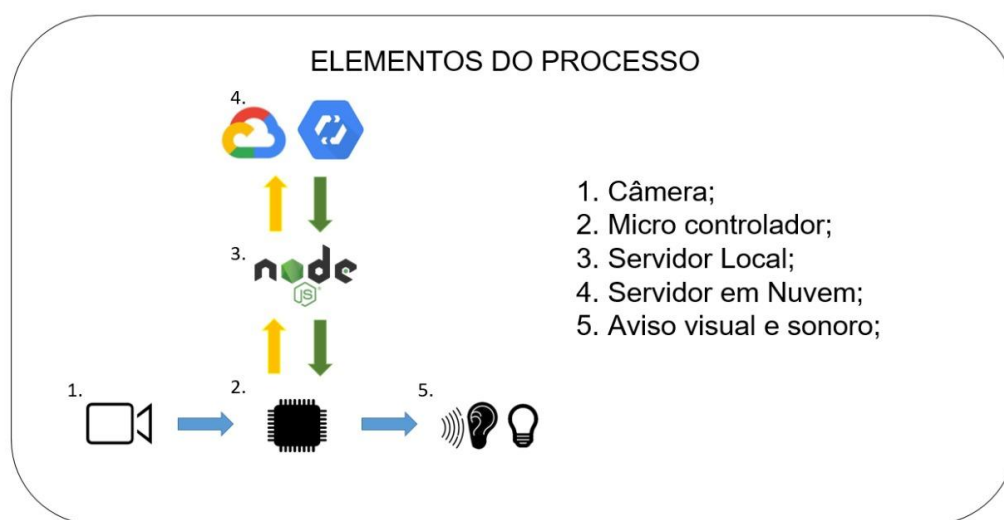 ELEMENTOS DO PROCESSO
4.
3.
node
JS
1.
2.
5.
1. Câmera;
2. Micro controlador;
3. Servidor Local;
4. Servidor em Nuvem;
5. Aviso visual e sonoro;